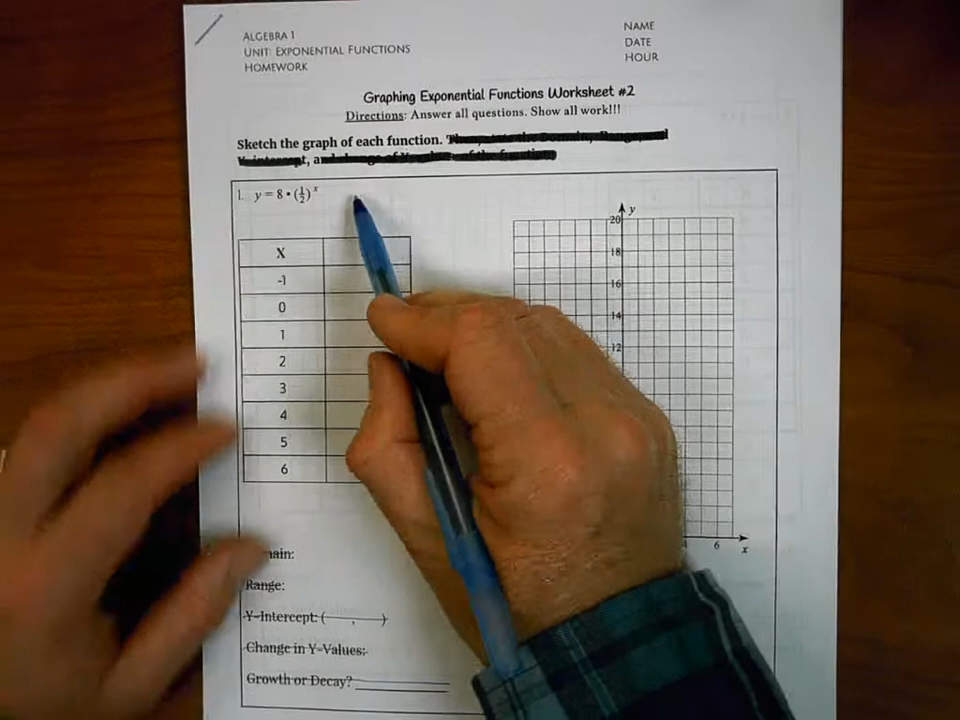 ALGEBRA 1
UNIT: EXPONENTIAL FUNCTIONS
HOMEWORK
NAME
DATE
HOUR
Graphing Exponential Functions Worksheet #2
Directions: Answer all questions. Show all work!!!
Sketch the graph of each function.
1. y = 8 • (1/2)^x
X
-1
0
1
2
3
4
5
6
y
20
18
16
14
12
6
x
Range:
Y-Intercept: ( , )
Change in Y-Values:
Growth or Decay?